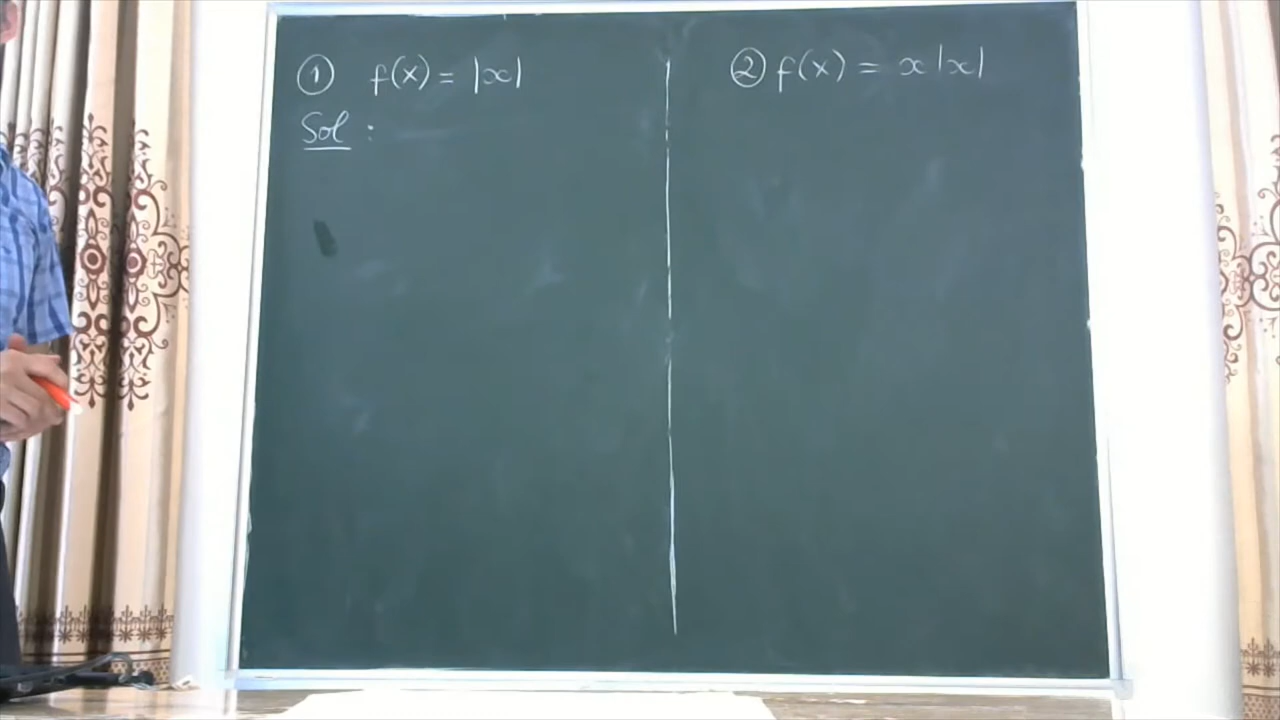 ① f(x) = |x|
Sol :
② f(x) = x|x|